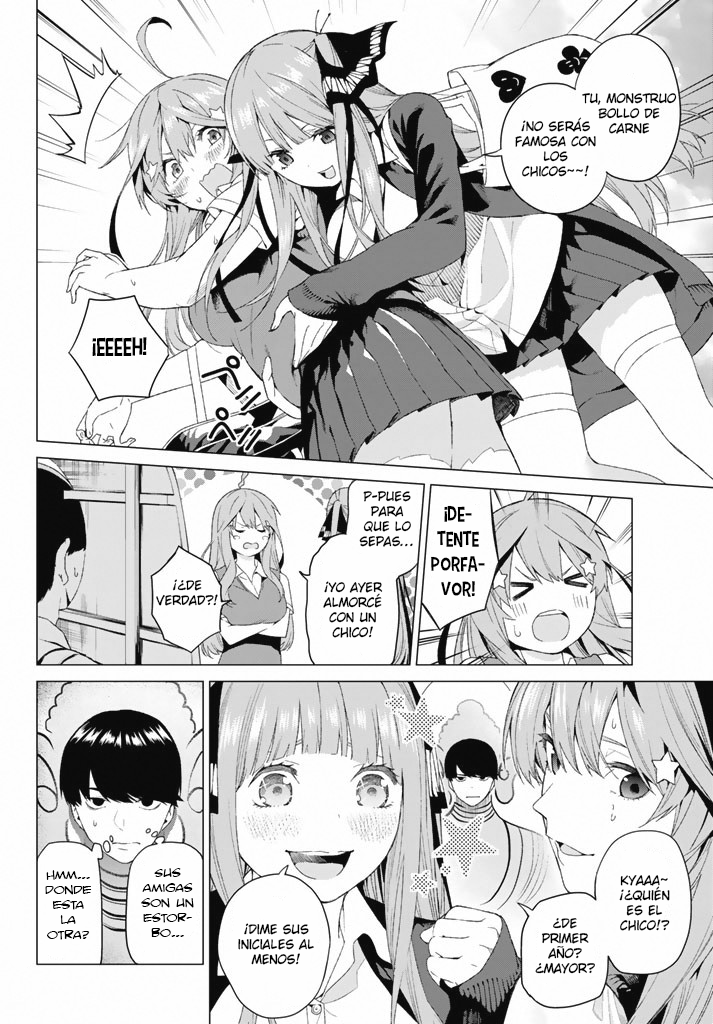 TU, MONSTRUO
BOLLO DE
CARNE
¡NO SERÁS
FAMOSA CON
LOS
CHICOS~~!
¡EEEEH!
ペペ
¡DE-
TENTE
PORFA-
VOR!
P-PUES
PARA
QUE LO
SEPAS...
¡YO AYER
ALMORCÉ
CON UN
CHICO!
¡¿DE
VERDAD?!
KYAAA~
¡¿QUIÉN
ES EL
CHICO!?
¿DE
PRIMER
AÑO?
¿MAYOR?
¡DIME SUS
INICIALES AL
MENOS!
SUS
AMIGAS
SON UN
ESTOR-
BO...
HMM...
DONDE
ESTA
LA
OTRA?